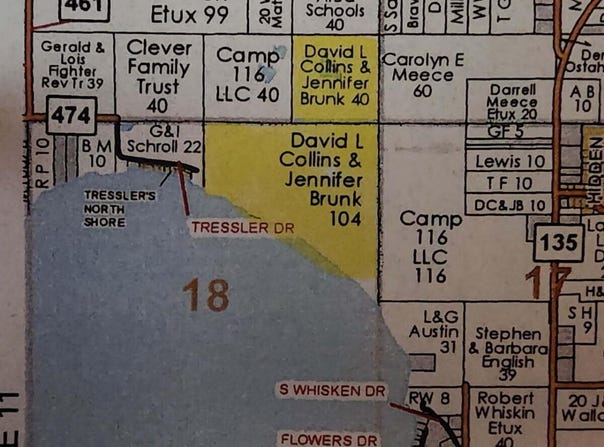 461
Etux 99
Schools
40
Gerald &
Lois
Fighter
Rev Tr 39
Clever
Family
Trust
40
Camp
116
LLC 40
David L
Collins &
Jennifer
Brunk 40
Carolyn E
Meece
60
Darrell
Meece
Etux 20
A B
10
474
R P 10
B M
10
G&I
Schroll 22
David L
Collins &
Jennifer
Brunk
104
GF 5
Lewis 10
T F 10
DC&JB 10
HIDDEN
TRESSLER'S
NORTH
SHORE
TRESSLER DR
Camp
116
LLC
116
135
18
17
H&
L&G
Austin
31
Stephen
& Barbara
English
39
S H
9
S WHISKEN DR
RW 8
Robert
Whiskin
Etux
40
20 J
FLOWERS DR
E 11